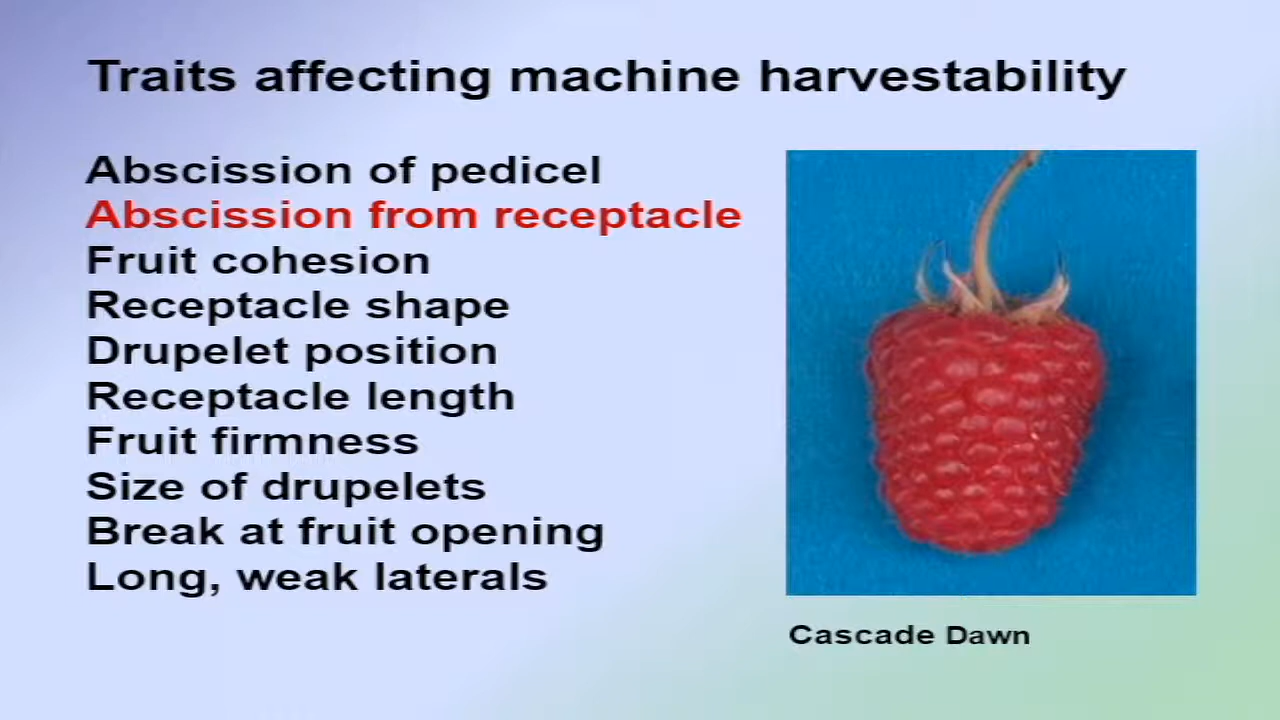 Traits affecting machine harvestability
Abscission of pedicel
Abscission from receptacle
Fruit cohesion
Receptacle shape
Drupelet position
Receptacle length
Fruit firmness
Size of drupelets
Break at fruit opening
Long, weak laterals
Cascade Dawn